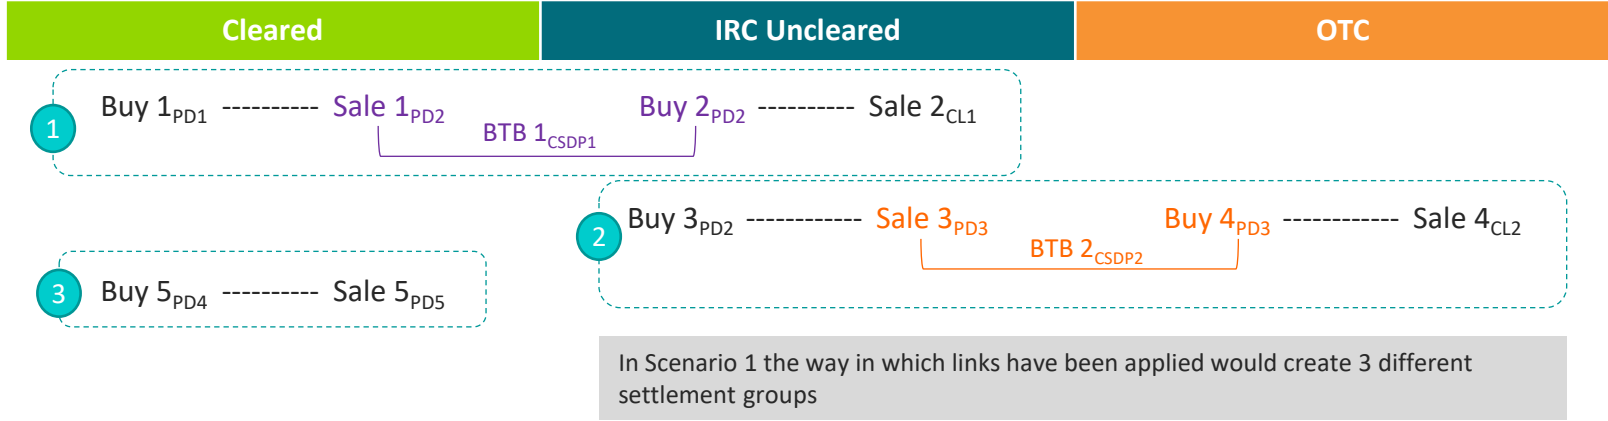 Cleared IRC Uncleared OTC
1 Buy 1PD1 ---------- Sale 1PD2 Buy 2PD2 ---------- Sale 2CL1
BTB 1CSDP1
2 Buy 3PD2 ------------ Sale 3PD3 Buy 4PD3 ------------ Sale 4CL2
BTB 2CSDP2
3 Buy 5PD4 ---------- Sale 5PD5
In Scenario 1 the way in which links have been applied would create 3 different
settlement groups